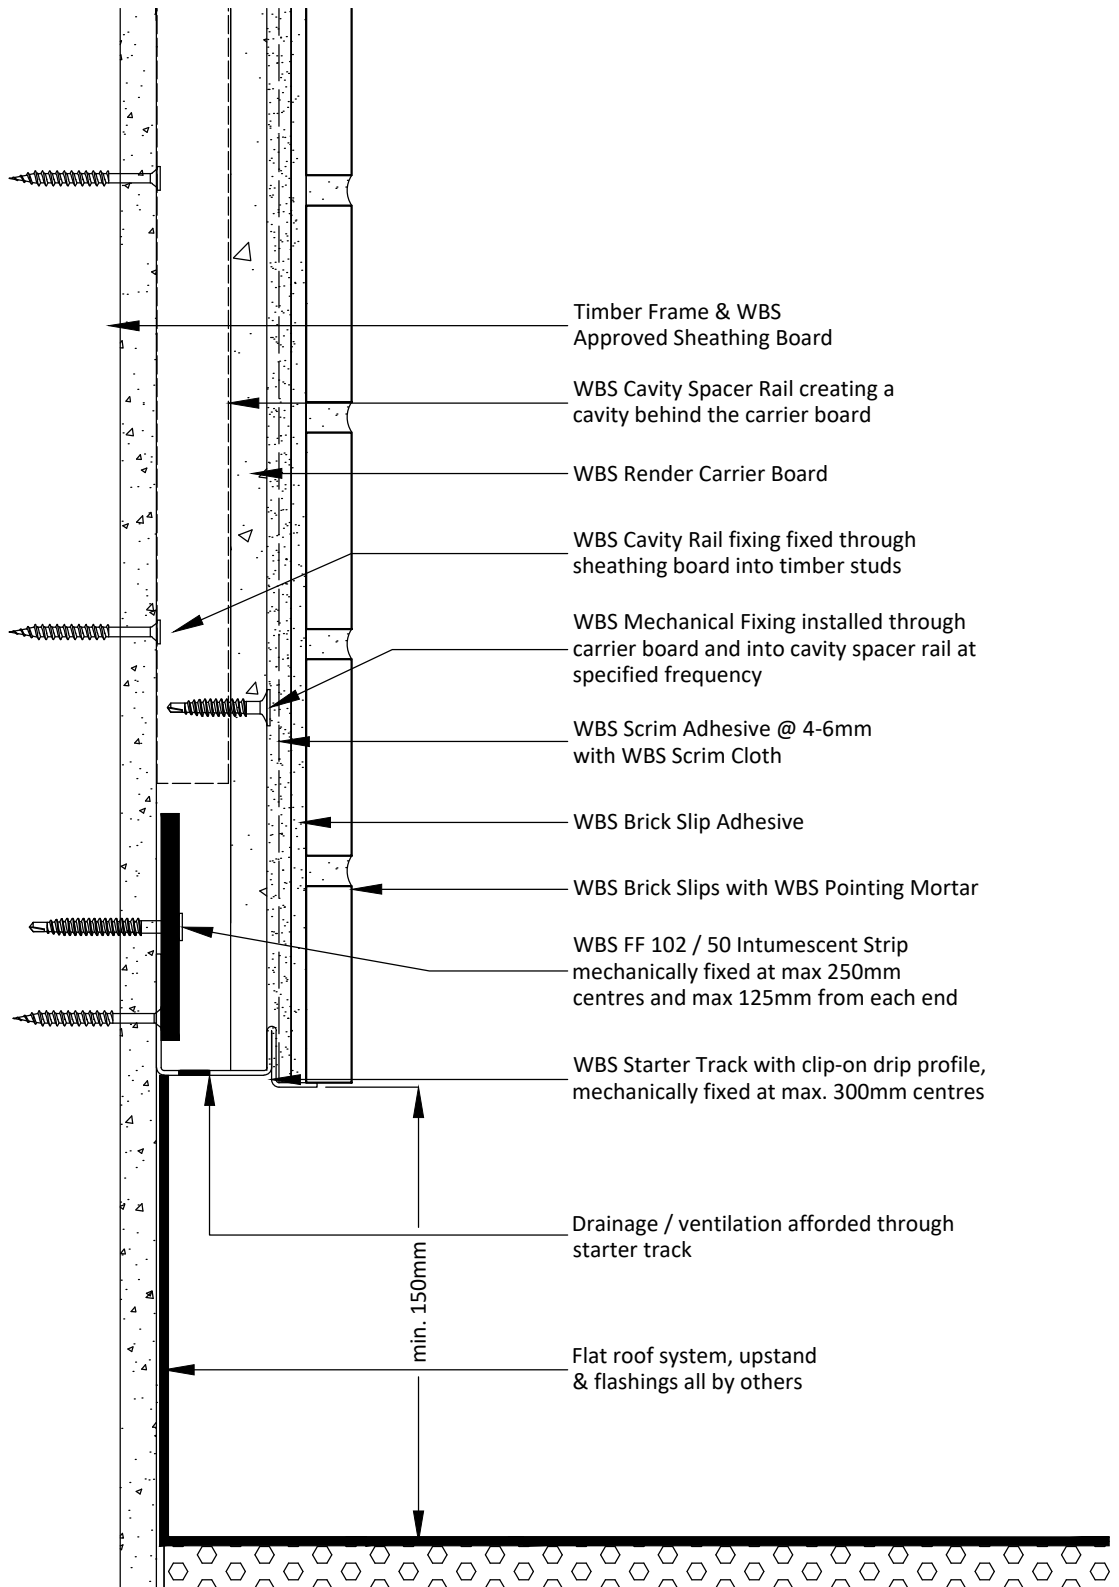 Timber Frame & WBS
Approved Sheathing Board
WBS Cavity Spacer Rail creating a
cavity behind the carrier board
WBS Render Carrier Board
WBS Cavity Rail fixing fixed through
sheathing board into timber studs
WBS Mechanical Fixing installed through
carrier board and into cavity spacer rail at
specified frequency
WBS Scrim Adhesive @ 4-6mm
with WBS Scrim Cloth
WBS Brick Slip Adhesive
WBS Brick Slips with WBS Pointing Mortar
WBS FF 102 / 50 Intumescent Strip
mechanically fixed at max 250mm
centres and max 125mm from each end
WBS Starter Track with clip-on drip profile,
mechanically fixed at max. 300mm centres
Drainage / ventilation afforded through
starter track
min. 150mm
Flat roof system, upstand
& flashings all by others